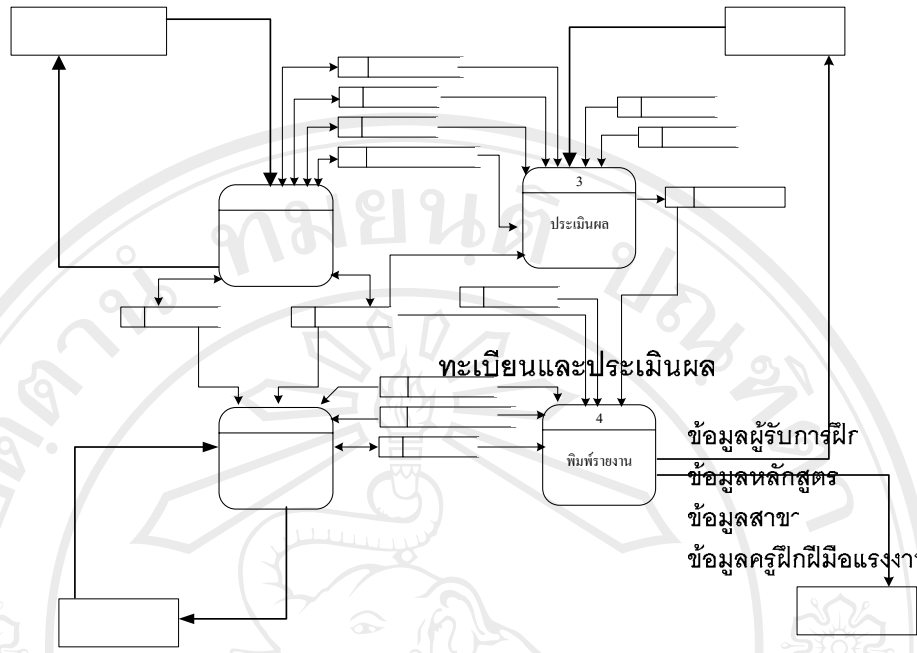 3
ประเมินผล
ทะเบียนและประเมินผล
4
พิมพ์รายงาน
ข้อมูลผู้รับการฝึก
ข้อมูลหลักสูตร
ข้อมูลสาขา
ข้อมูลครูฝึกฝีมือแรงงาน